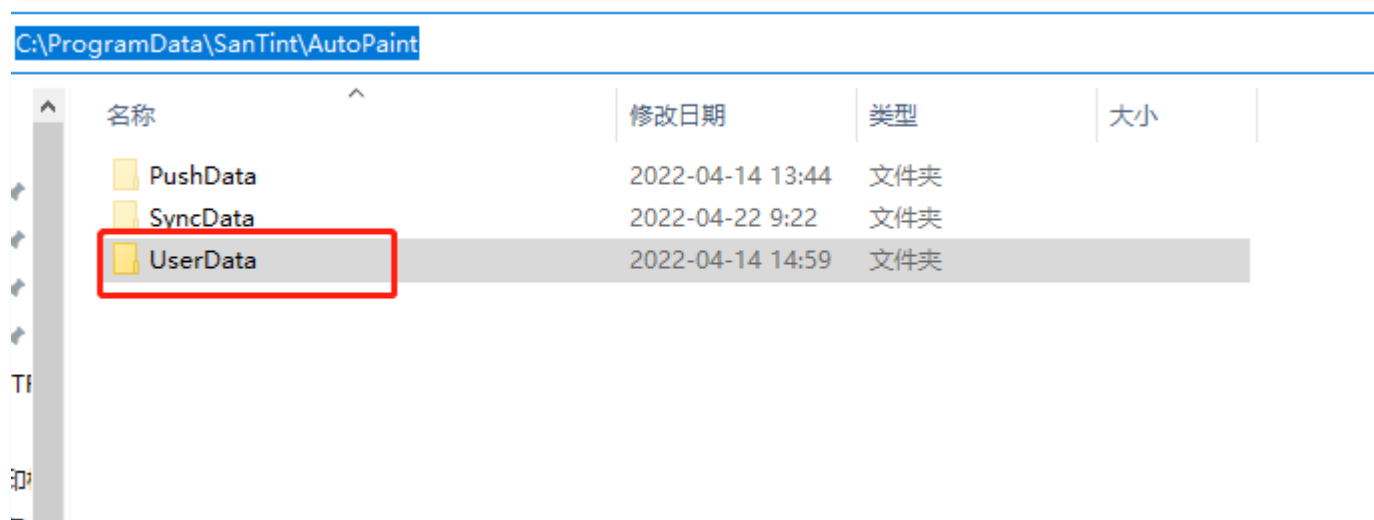 C:\ProgramData\SanTint\AutoPaint
名称 修改日期 类型 大小
PushData 2022-04-14 13:44 文件夹
SyncData 2022-04-22 9:22 文件夹
UserData 2022-04-14 14:59 文件夹